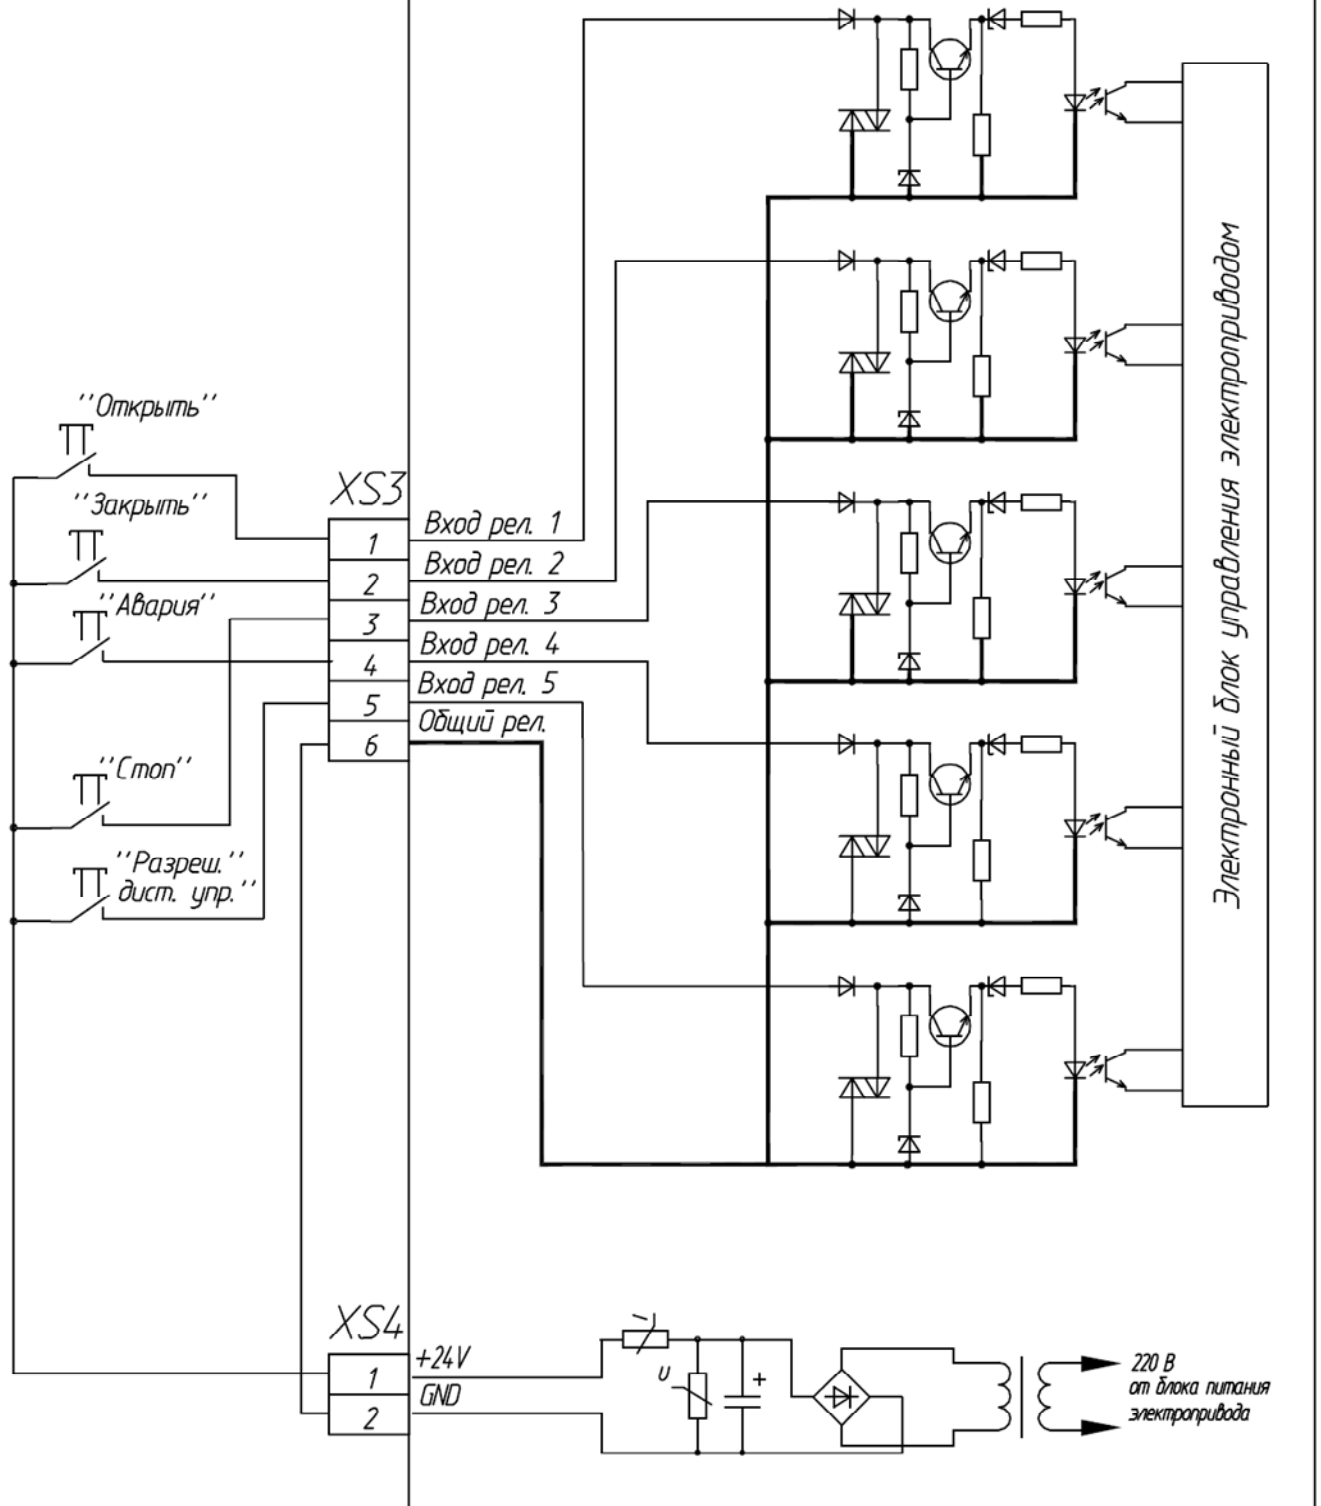 ''Открыть''
XS3
''Закрыть''
1
Вход рел. 1
2
Вход рел. 2
''Авария''
3
Вход рел. 3
4
Вход рел. 4
5
Вход рел. 5
6
Общий рел.
''Стоп''
''Разреш.''
дист. упр.''
Электронный блок управления электроприводом
XS4
1
+24V
2
GND
U
+
220 В
от блока питания
электропривода